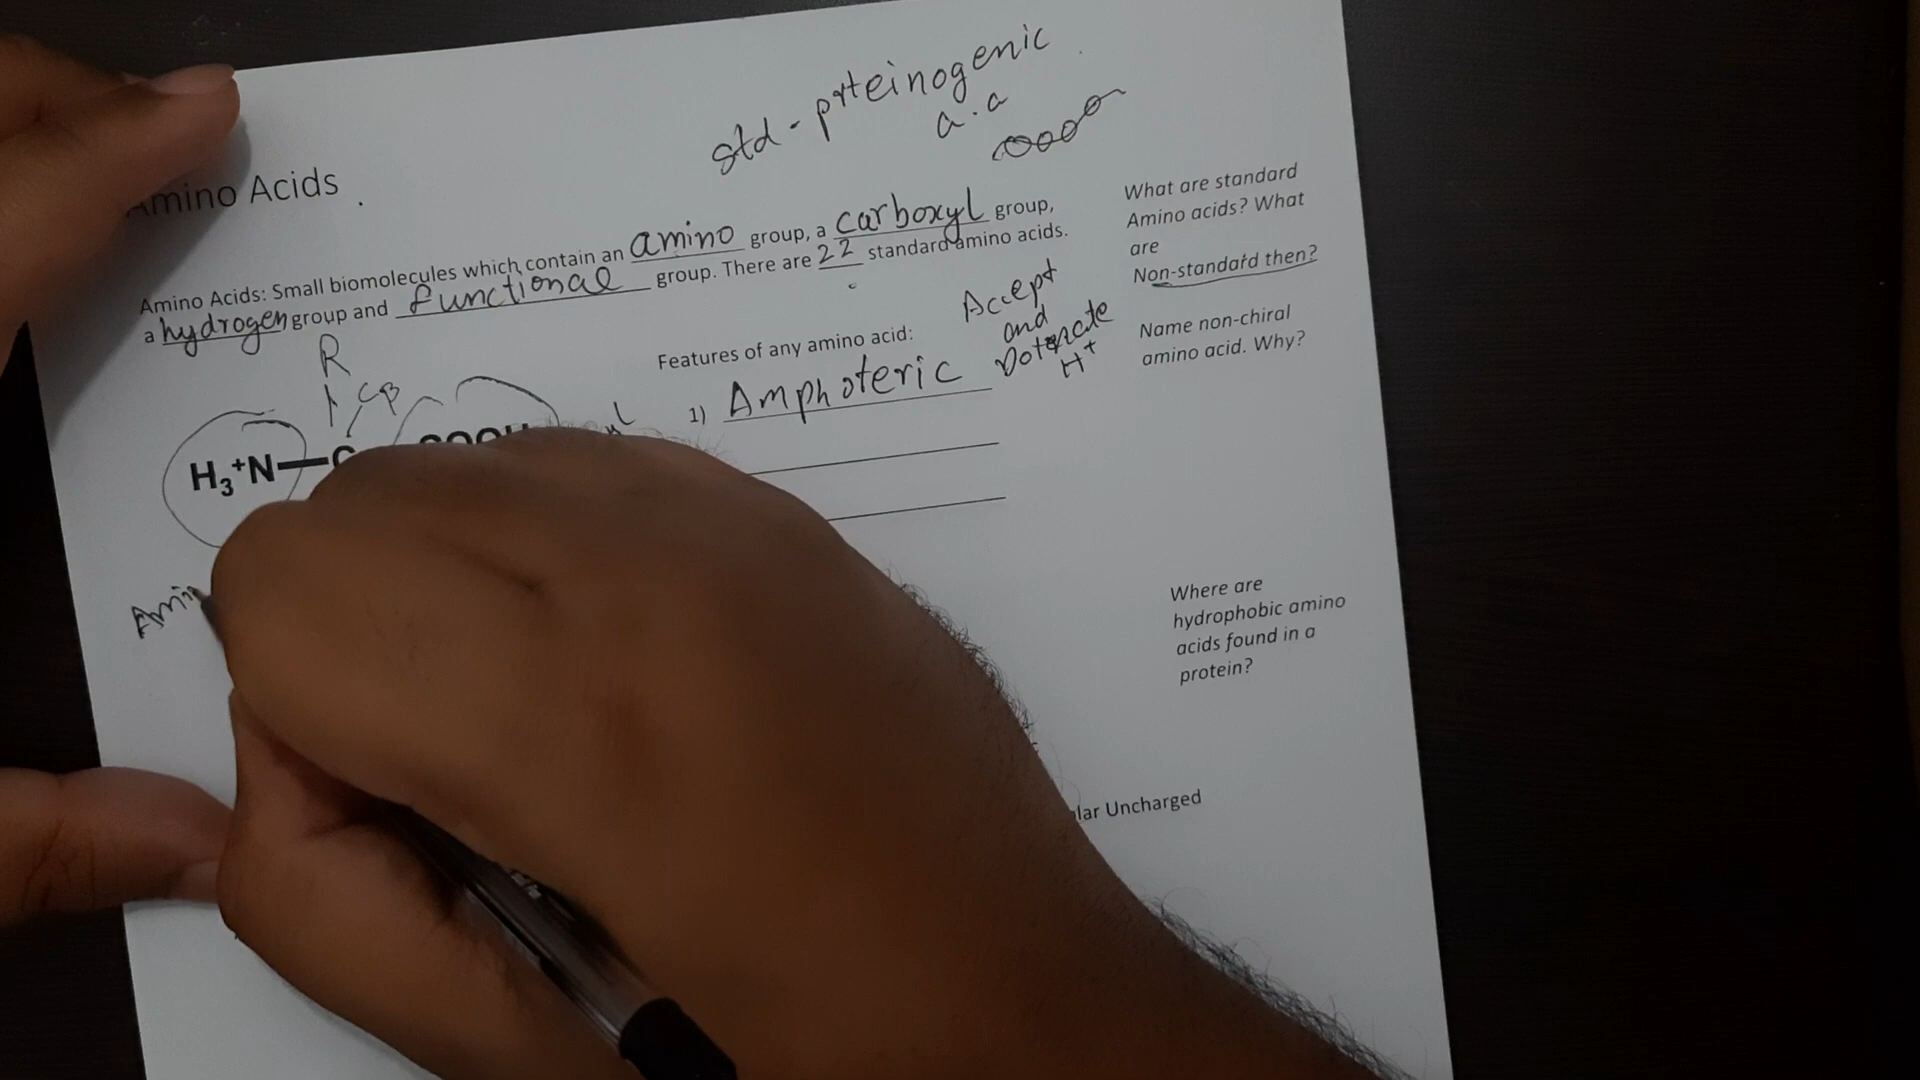 std - prteinogenic
a.a
Amino Acids
Amino Acids: Small biomolecules which contain an amino group, a carboxyl group,
a hydrogen group and functional group. There are 22 standard amino acids.
What are standard
Amino acids? What
are
Non-standard then?
Name non-chiral
amino acid. Why?
Features of any amino acid:
1) Amphoteric
Accept
and
H+
R
H3+N—C
COOH
Amin
Where are
hydrophobic amino
acids found in a
protein?
lar Uncharged